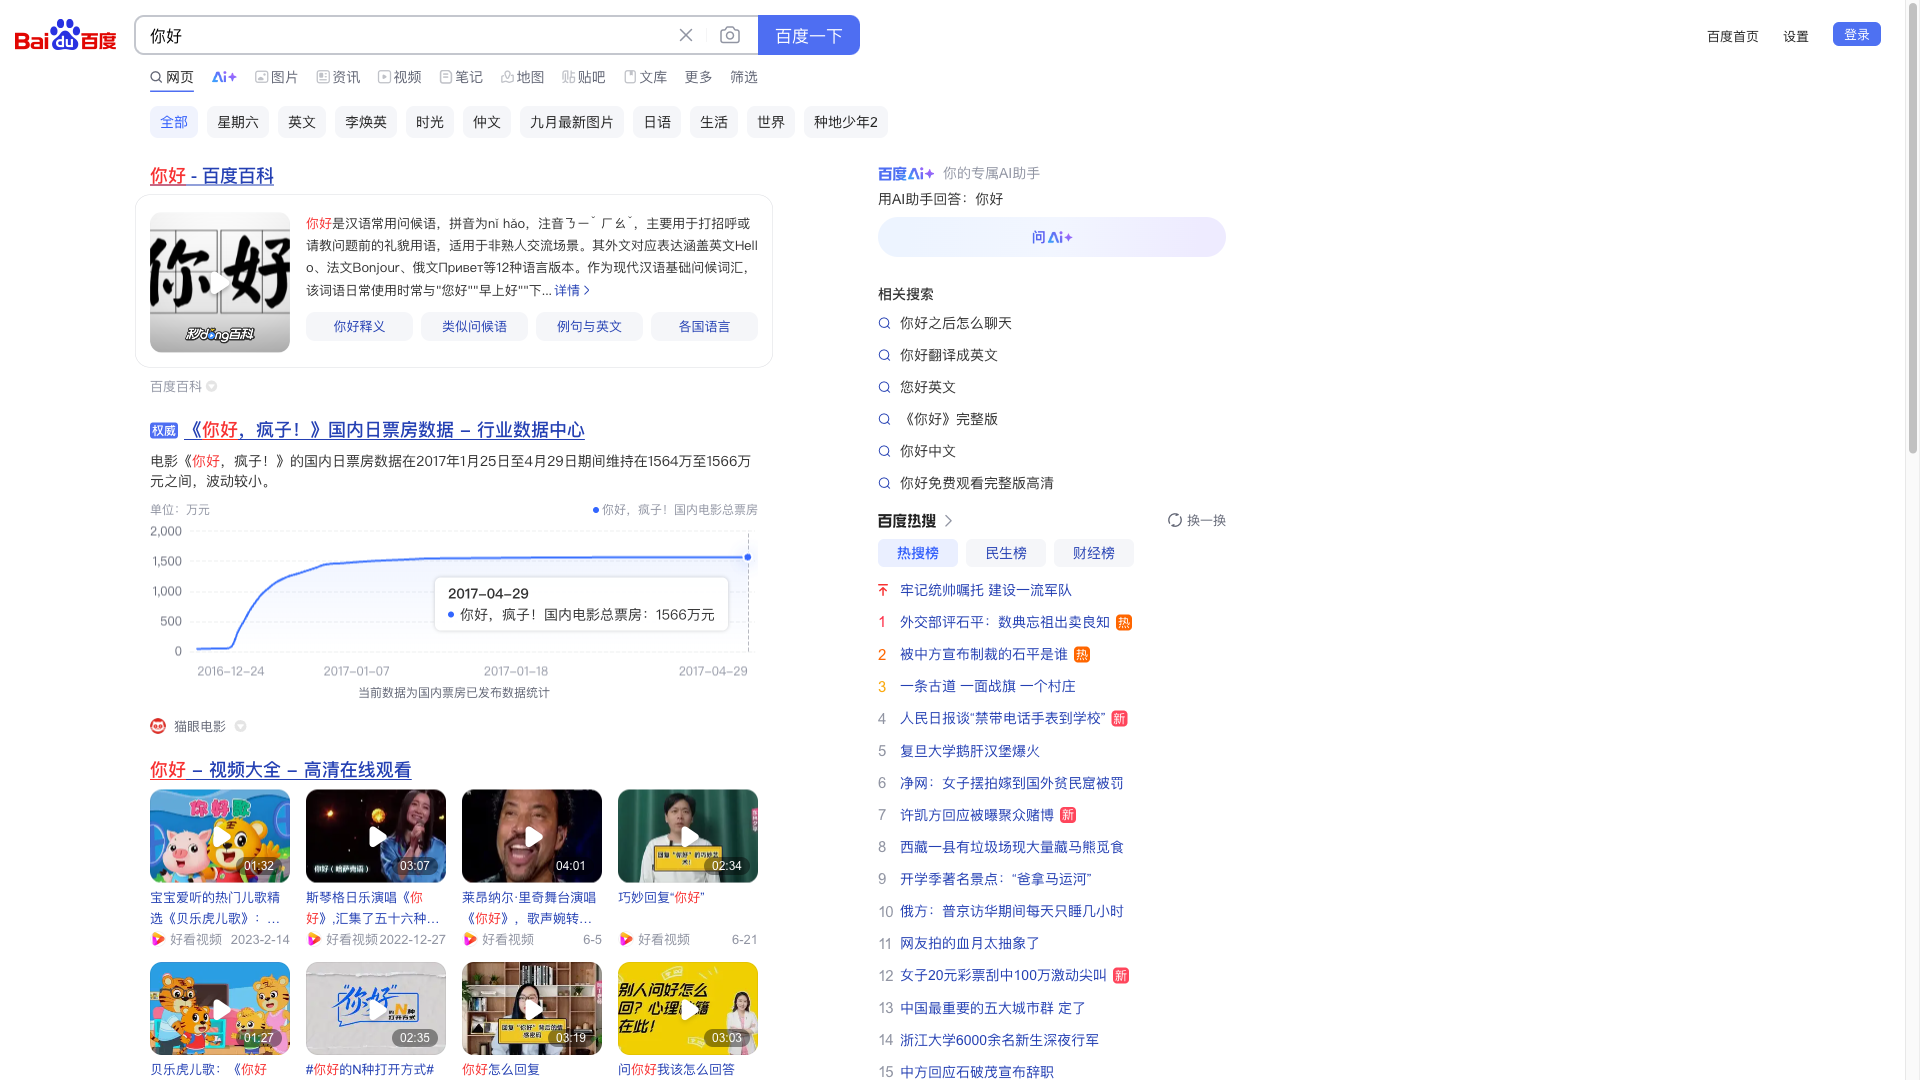 Bai du 百度
你好
百度一下
百度首页 设置 登录
网页 Ai+ 图片 资讯 视频 笔记 地图 贴吧 文库 更多 筛选
全部 星期六 英文 李焕英 时光 仲文 九月最新图片 日语 生活 世界 种地少年2
你好 - 百度百科
你好
秒dǒng百科
你好是汉语常用问候语，拼音为nǐ hǎo，注音ㄋㄧˇ ㄏㄠˇ，主要用于打招呼或
请教问题前的礼貌用语，适用于非熟人交流场景。其外文对应表达涵盖英文Hell
o、法文Bonjour、俄文Привет等12种语言版本。作为现代汉语基础问候词汇，
该词语日常使用时常与"您好""早上好""下... 详情
你好释义 类似问候语 例句与英文 各国语言
百度百科
权威 《你好，疯子！》国内日票房数据 – 行业数据中心
电影《你好，疯子！》的国内日票房数据在2017年1月25日至4月29日期间维持在1564万至1566万
元之间，波动较小。
单位：万元 你好，疯子！国内电影总票房
2,000
1,500
1,000
500
0
2017-04-29
你好，疯子！国内电影总票房：1566万元
2016-12-24 2017-01-07 2017-01-18 2017-04-29
当前数据为国内票房已发布数据统计
猫眼电影
你好 – 视频大全 – 高清在线观看
你好歌
01:32
你好（哈萨克语）
03:07
04:01
02:34
宝宝爱听的热门儿歌精
选《贝乐虎儿歌》：...
好看视频 2023-2-14
斯琴格日乐演唱《你
好》,汇集了五十六种...
好看视频 2022-12-27
莱昂纳尔·里奇舞台演唱
《你好》，歌声婉转...
好看视频 6-5
巧妙回复“你好”
好看视频 6-21
01:27
“你好”
的N种
打开方式
02:35
03:19
别人问好怎么
在此！
03:03
贝乐虎儿歌：《你好
#你好的N种打开方式#
你好怎么回复
问你好我该怎么回答
百度Ai+ 你的专属AI助手
用AI助手回答：你好
问Ai+
相关搜索
你好之后怎么聊天
你好翻译成英文
您好英文
《你好》完整版
你好中文
你好免费观看完整版高清
百度热搜 换一换
热搜榜 民生榜 财经榜
牢记统帅嘱托 建设一流军队
1 外交部评石平：数典忘祖出卖良知 热
2 被中方宣布制裁的石平是谁 热
3 一条古道 一面战旗 一个村庄
4 人民日报谈“禁带电话手表到学校” 新
5 复旦大学鹅肝汉堡爆火
6 净网：女子摆拍嫁到国外贫民窟被罚
7 许凯方回应被曝聚众赌博 新
8 西藏一县有垃圾场现大量藏马熊觅食
9 开学季著名景点：“爸拿马运河”
10 俄方：普京访华期间每天只睡几小时
11 网友拍的血月太抽象了
12 女子20元彩票刮中100万激动尖叫 新
13 中国最重要的五大城市群 定了
14 浙江大学6000余名新生深夜行军
15 中方回应石破茂宣布辞职